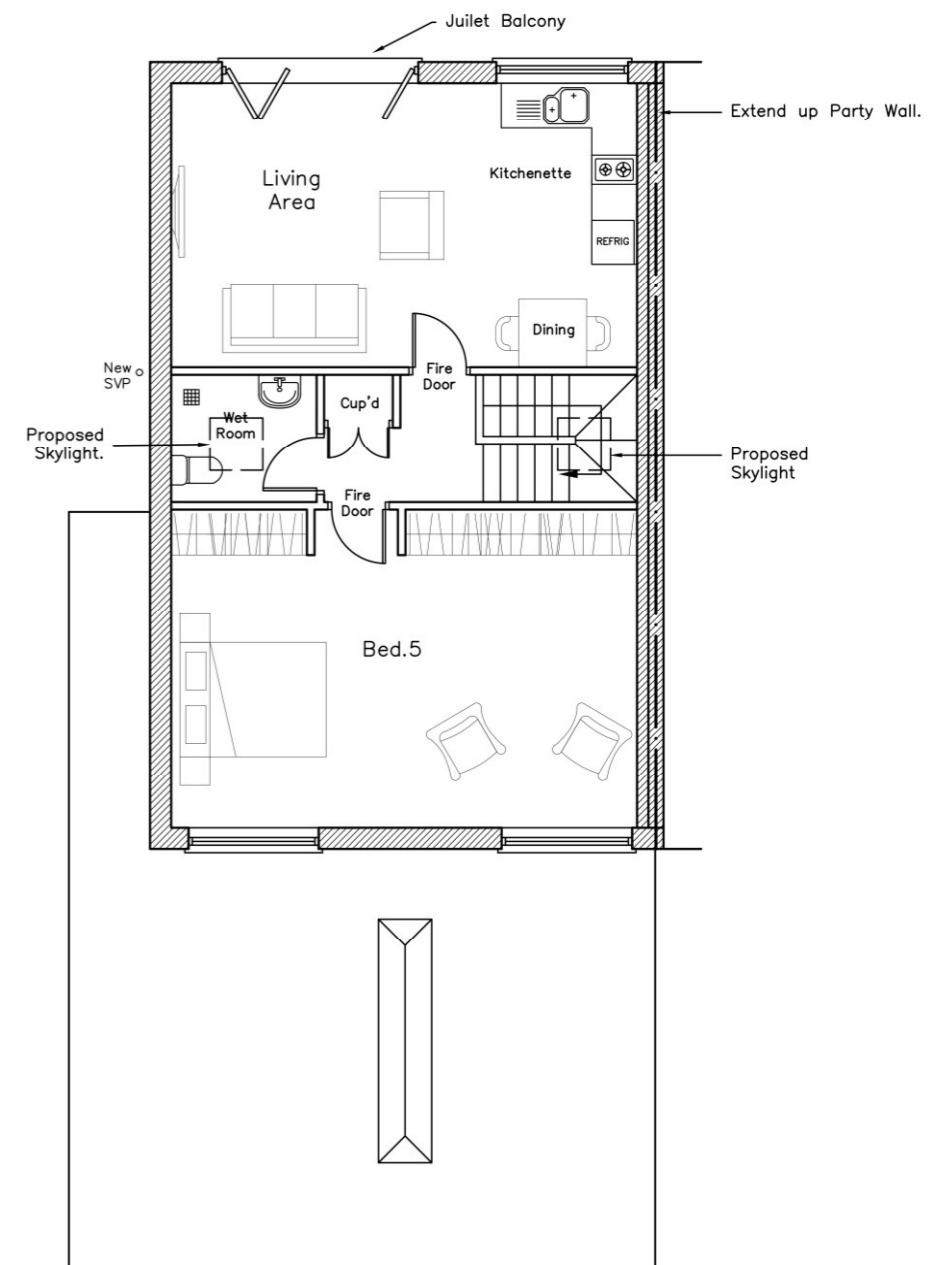 Juilet Balcony
Extend up Party Wall.
Living
Area
Kitchenette
REFRIG
Dining
Fire
Door
New
SVP
Cup'd
Wet
Room
Proposed
Skylight.
Proposed
Skylight
Fire
Door
Bed.5